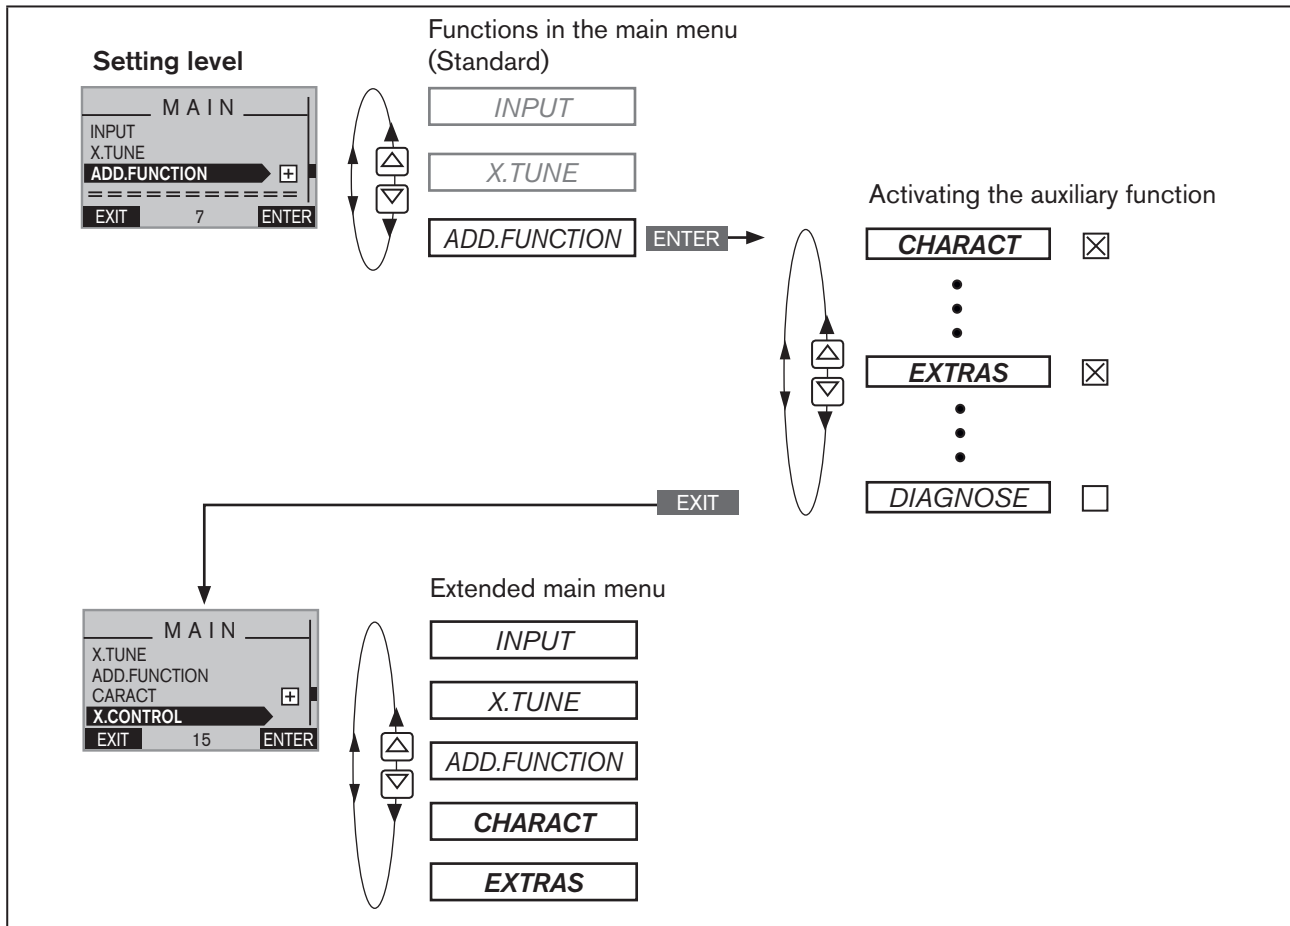 Functions in the main menu
(Standard)
Setting level
MAIN
INPUT
X.TUNE
ADD.FUNCTION
============
EXIT 7 ENTER
INPUT
X.TUNE
ADD.FUNCTION ENTER
Activating the auxiliary function
CHARACT
EXTRAS
DIAGNOSE
EXIT
MAIN
X.TUNE
ADD.FUNCTION
CARACT
X.CONTROL
EXIT 15 ENTER
Extended main menu
INPUT
X.TUNE
ADD.FUNCTION
CHARACT
EXTRAS